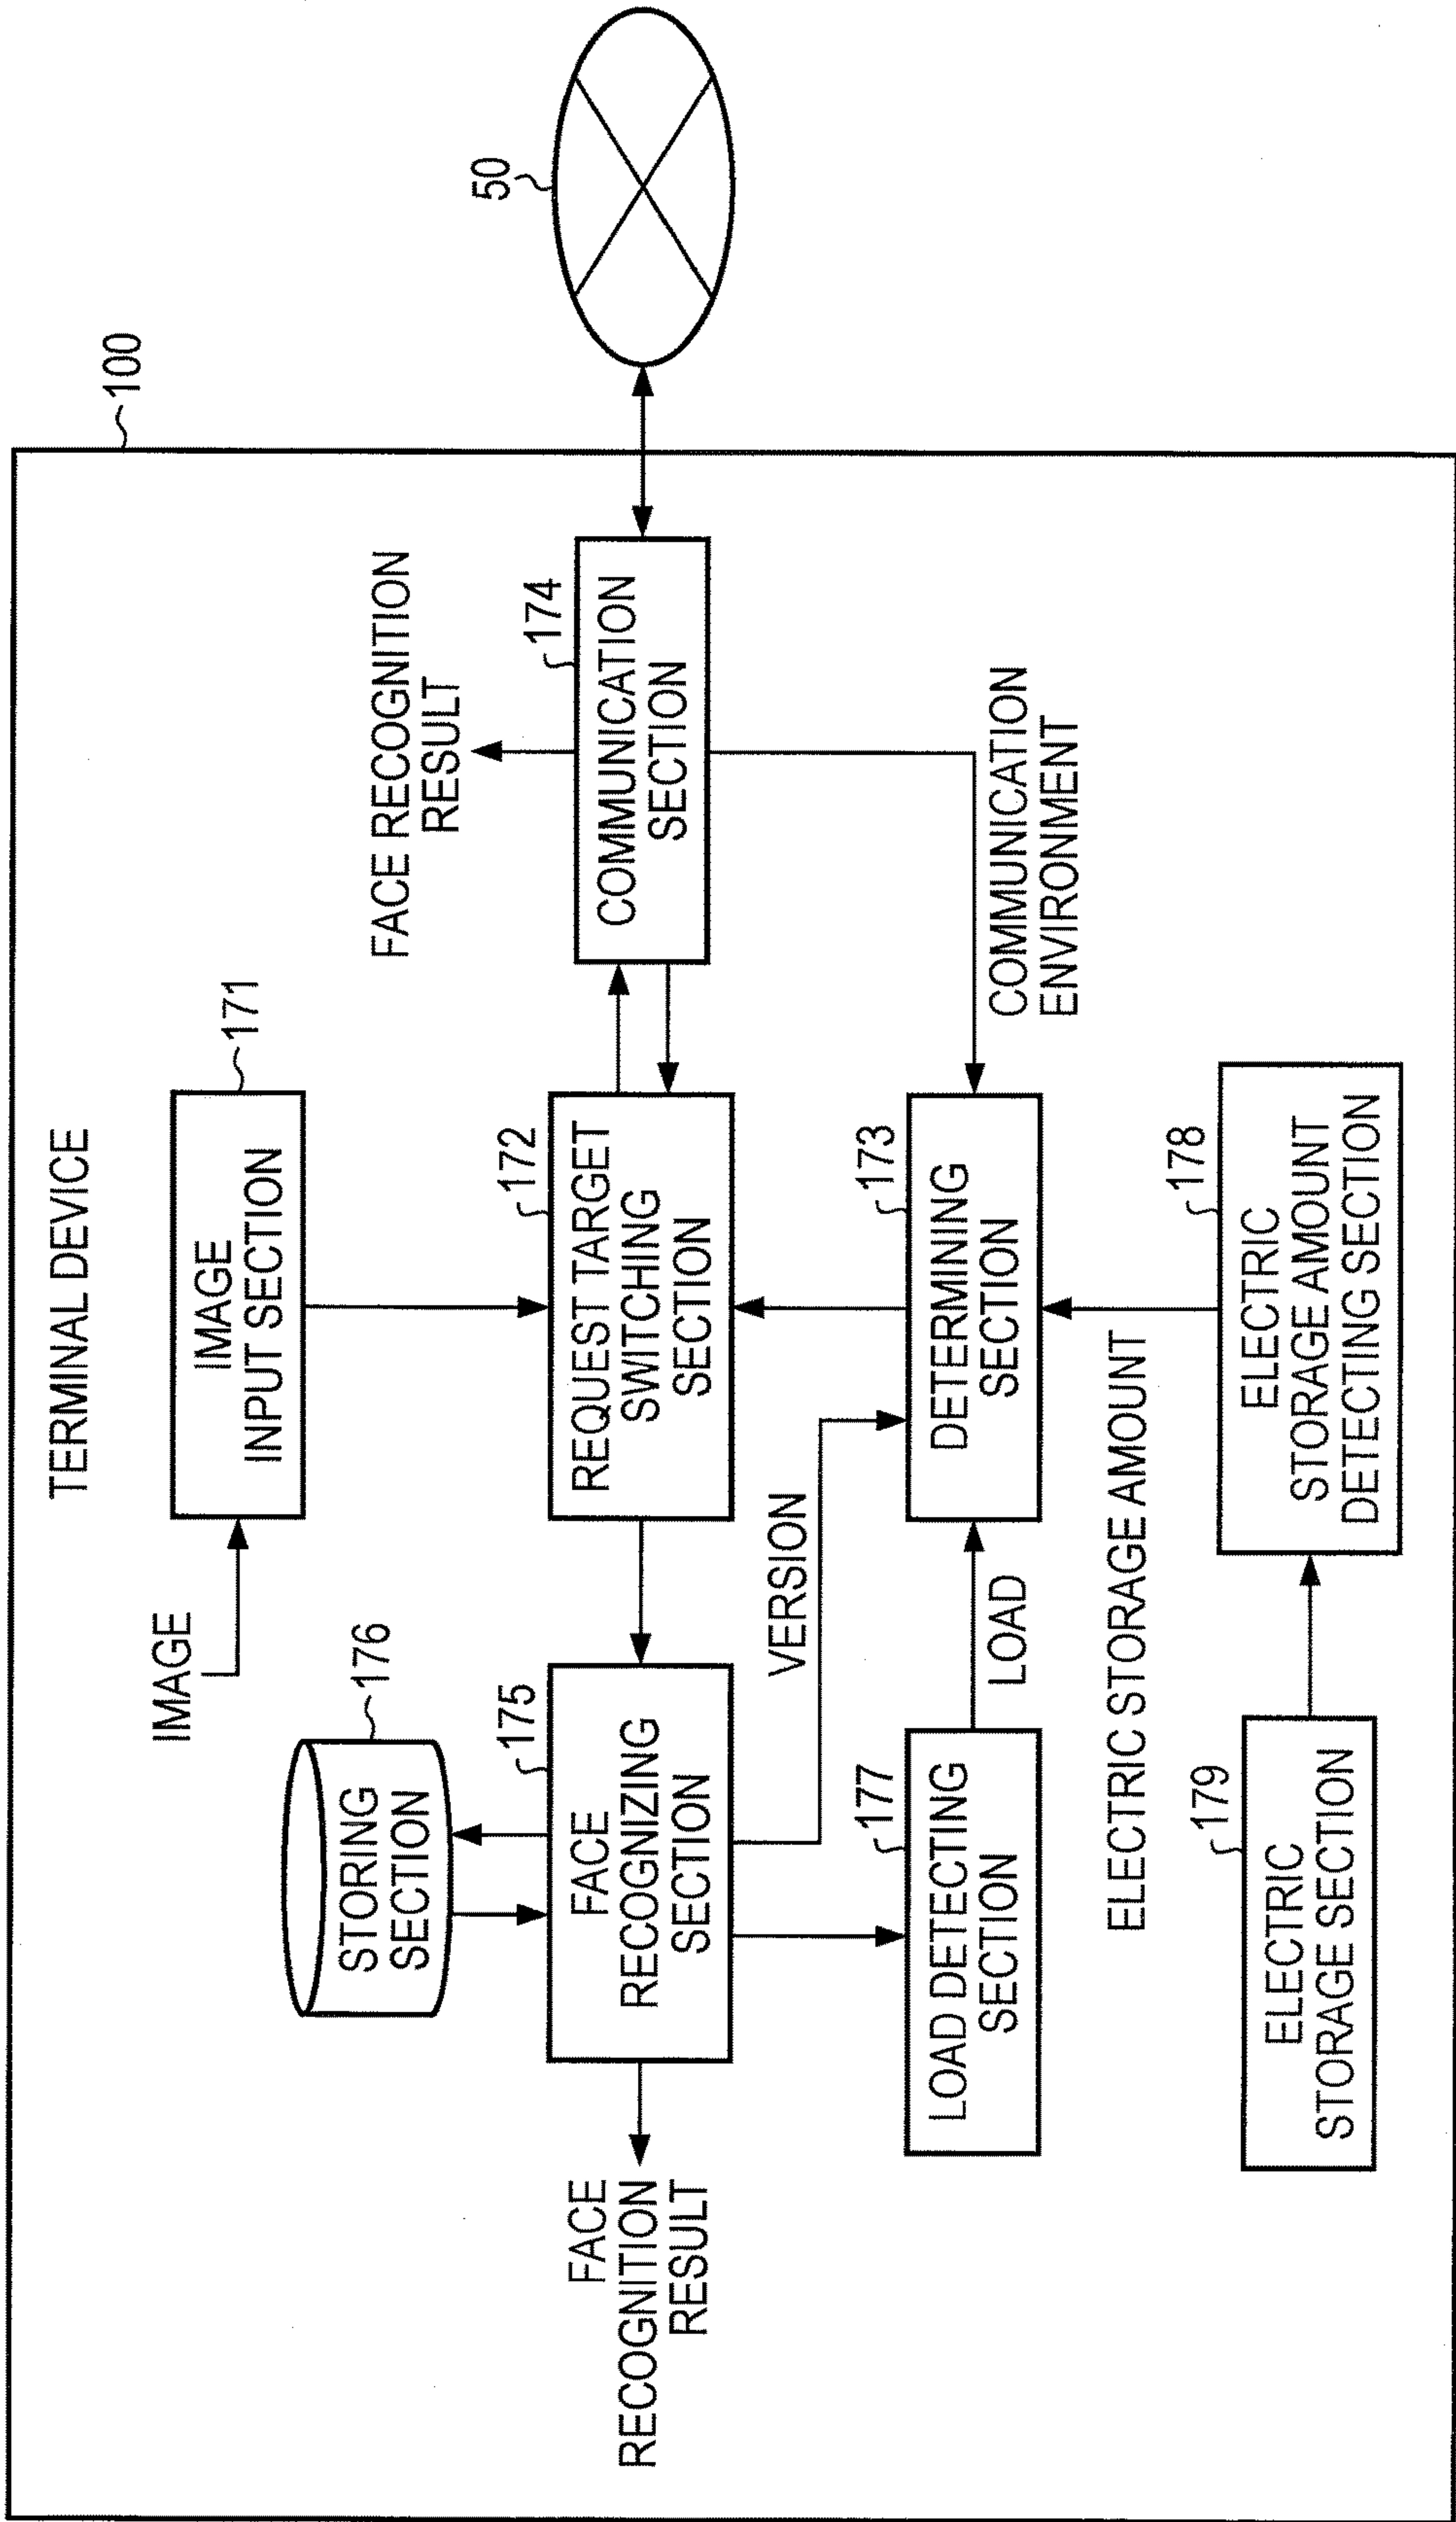 TERMINAL DEVICE
100
IMAGE
IMAGE
INPUT SECTION
171
STORING
SECTION
176
FACE RECOGNITION
RESULT
50
FACE
RECOGNITION
RESULT
FACE
RECOGNIZING
SECTION
175
REQUEST TARGET
SWITCHING
SECTION
172
COMMUNICATION
SECTION
174
VERSION
LOAD DETECTING
SECTION
177
LOAD
DETERMINING
SECTION
173
COMMUNICATION
ENVIRONMENT
ELECTRIC STORAGE AMOUNT
ELECTRIC
STORAGE SECTION
179
ELECTRIC
STORAGE AMOUNT
DETECTING SECTION
178